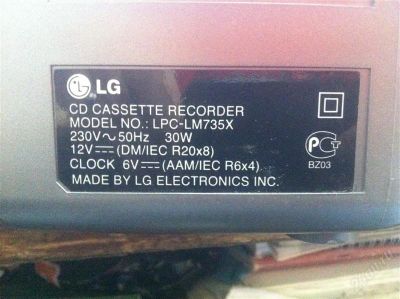 LG
CD CASSETTE RECORDER
MODEL NO.: LPC-LM735X
230V∼50Hz 30W
12V⎓(DM/IEC R20x8)
CLOCK 6V⎓(AAM/IEC R6x4)
MADE BY LG ELECTRONICS INC.
BZ03